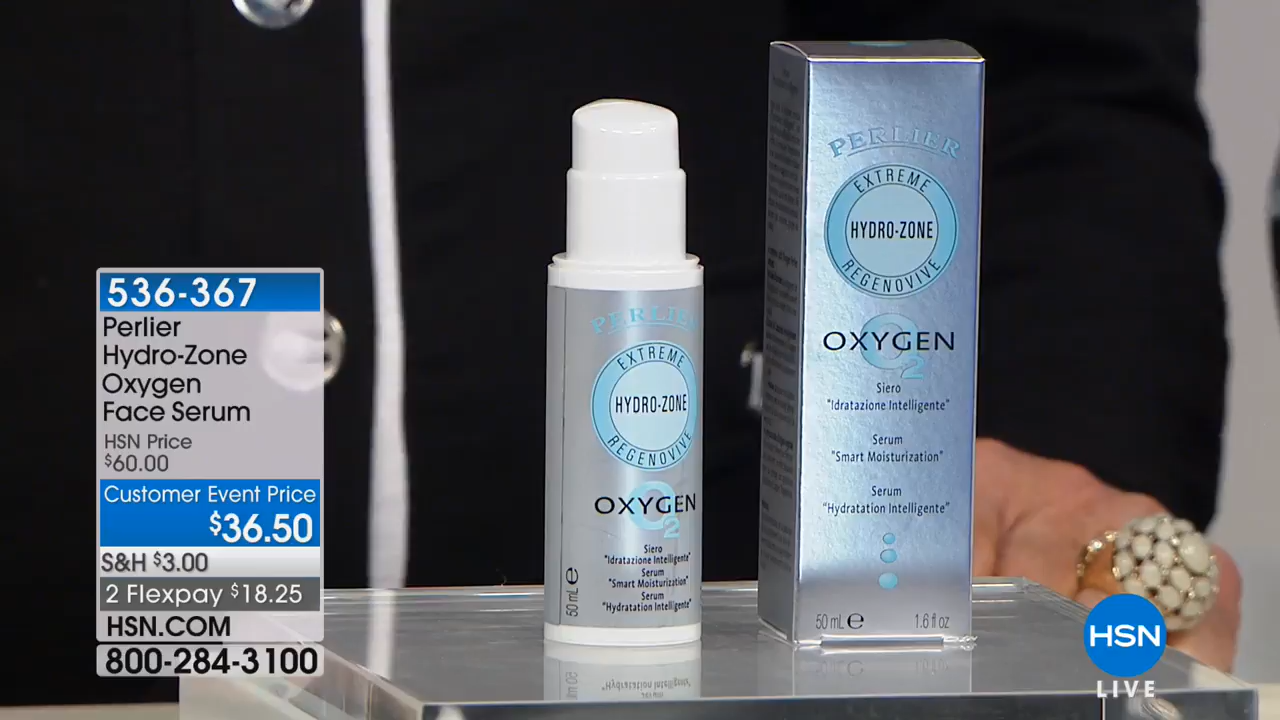 536-367
Perlier
Hydro-Zone
Oxygen
Face Serum
HSN Price
$60.00
Customer Event Price
$36.50
S&H $3.00
2 Flexpay $18.25
HSN.COM
800-284-3100
PERLIER
EXTREME
HYDRO-ZONE
REGENOVIVE
OXYGEN
O2
Siero
"Idratazione Intelligente"
Serum
"Smart Moisturization"
Serum
"Hydratation Intelligente"
50 mL e
PERLIER
EXTREME
HYDRO-ZONE
REGENOVIVE
OXYGEN
O2
Siero
"Idratazione Intelligente"
Serum
"Smart Moisturization"
Serum
"Hydratation Intelligente"
50 mL e 1.6 fl oz
HSN
LIVE